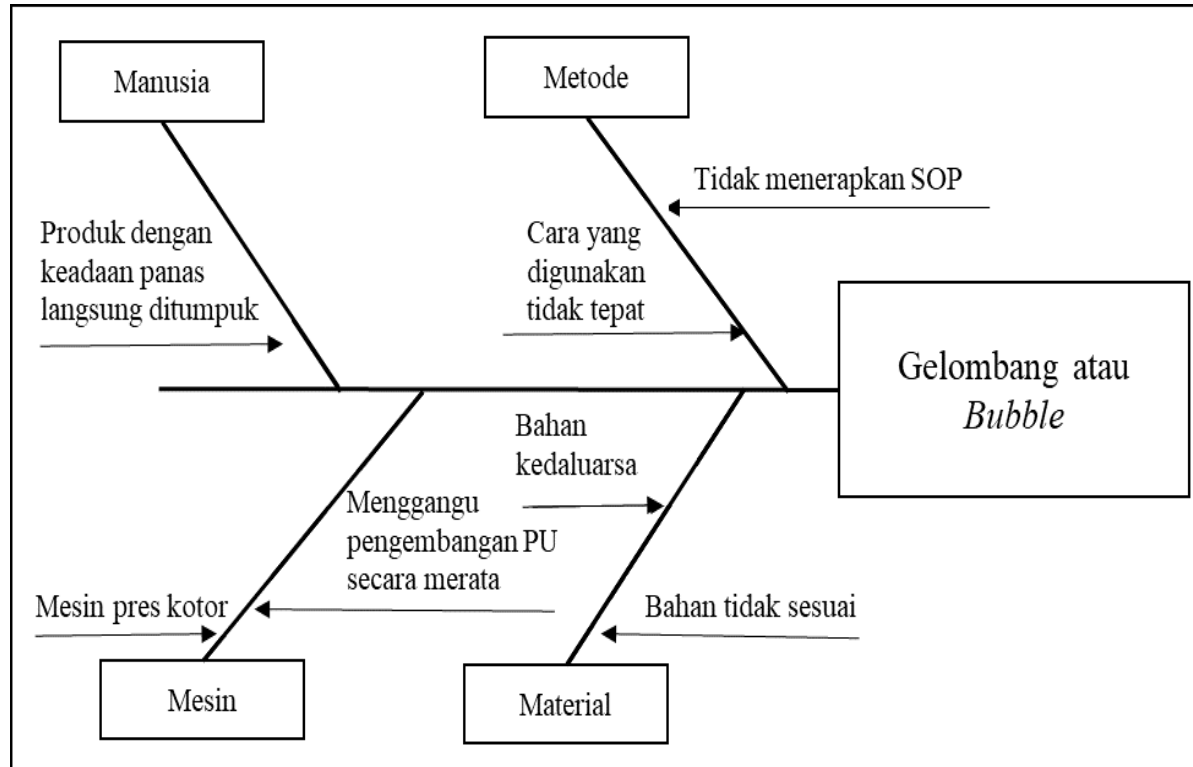 Manusia
Metode
Tidak menerapkan SOP
Produk dengan
keadaan panas
langsung ditumpuk
Cara yang
digunakan
tidak tepat
Gelombang atau
Bubble
Bahan
kedaluarsa
Menggangu
pengembangan PU
secara merata
Mesin pres kotor
Bahan tidak sesuai
Mesin
Material